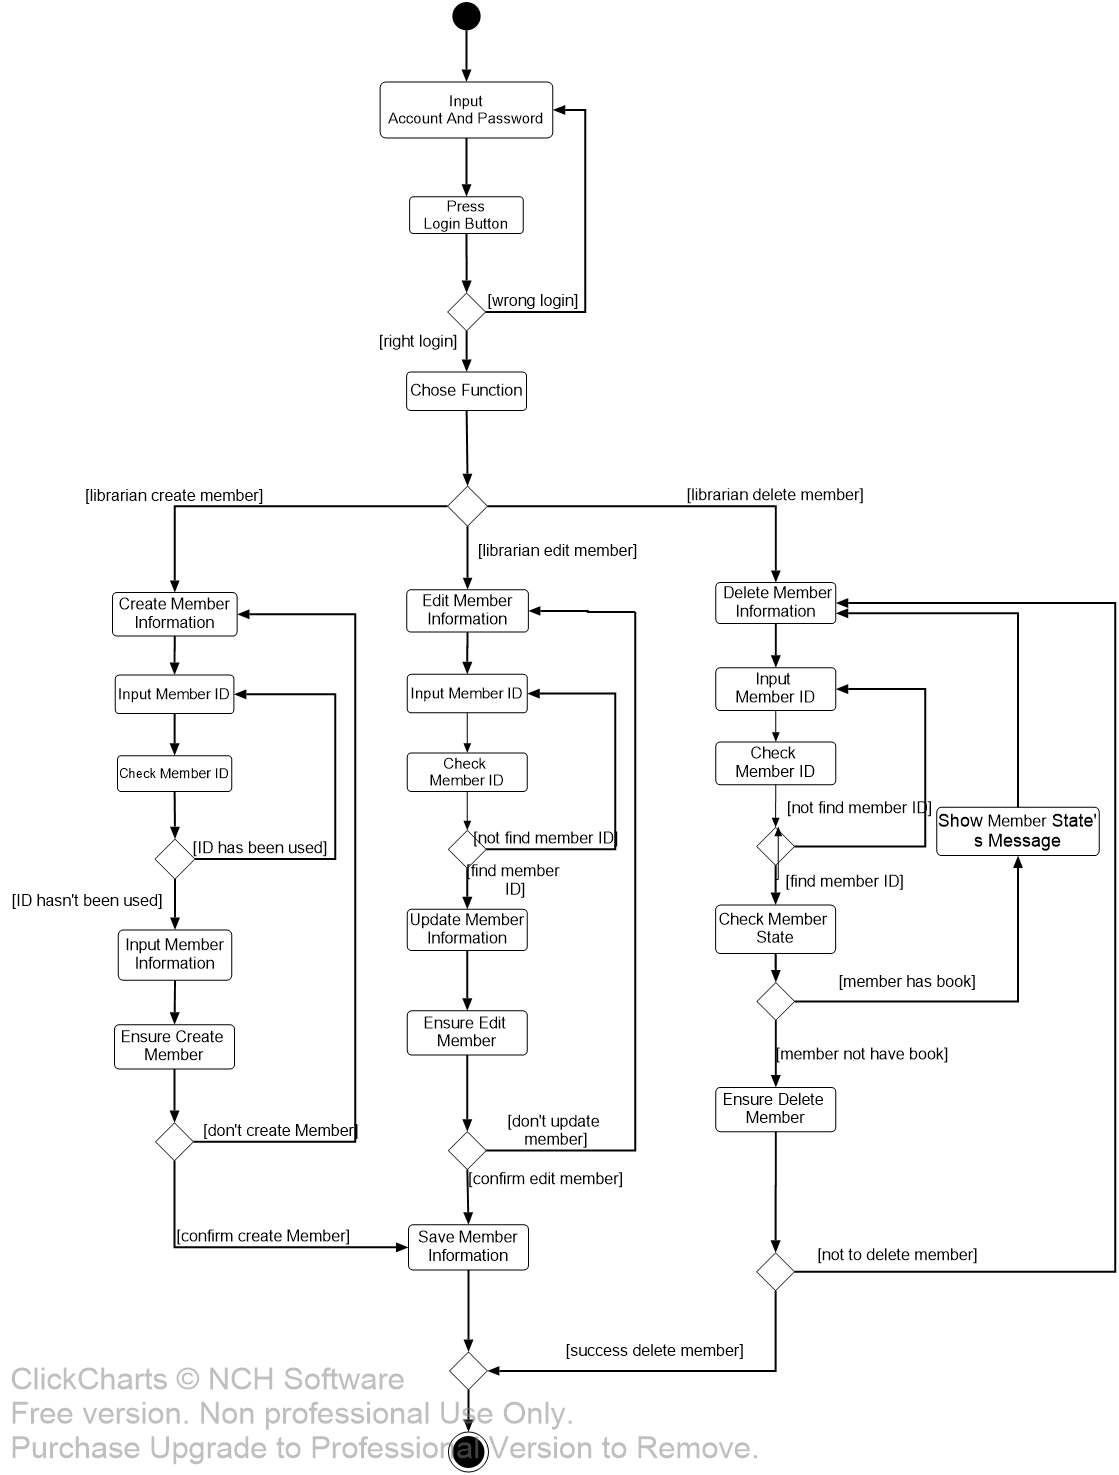 Input
Account And Password
Press
Login Button
[wrong login]
[right login]
Chose Function
[librarian create member]
[librarian delete member]
[librarian edit member]
Create Member
Information
Input Member ID
Check Member ID
[ID has been used]
[ID hasn't been used]
Input Member
Information
Ensure Create
Member
[don't create Member]
[confirm create Member]
Edit Member
Information
Input Member ID
Check
Member ID
[not find member ID]
[find member
ID]
Update Member
Information
Ensure Edit
Member
[don't update
member]
[confirm edit member]
Save Member
Information
Delete Member
Information
Input
Member ID
Check
Member ID
[not find member ID]
Show Member State'
s Message
[find member ID]
Check Member
State
[member has book]
[member not have book]
Ensure Delete
Member
[not to delete member]
[success delete member]
ClickCharts © NCH Software
Free version. Non professional Use Only.
Purchase Upgrade to Professional Version to Remove.